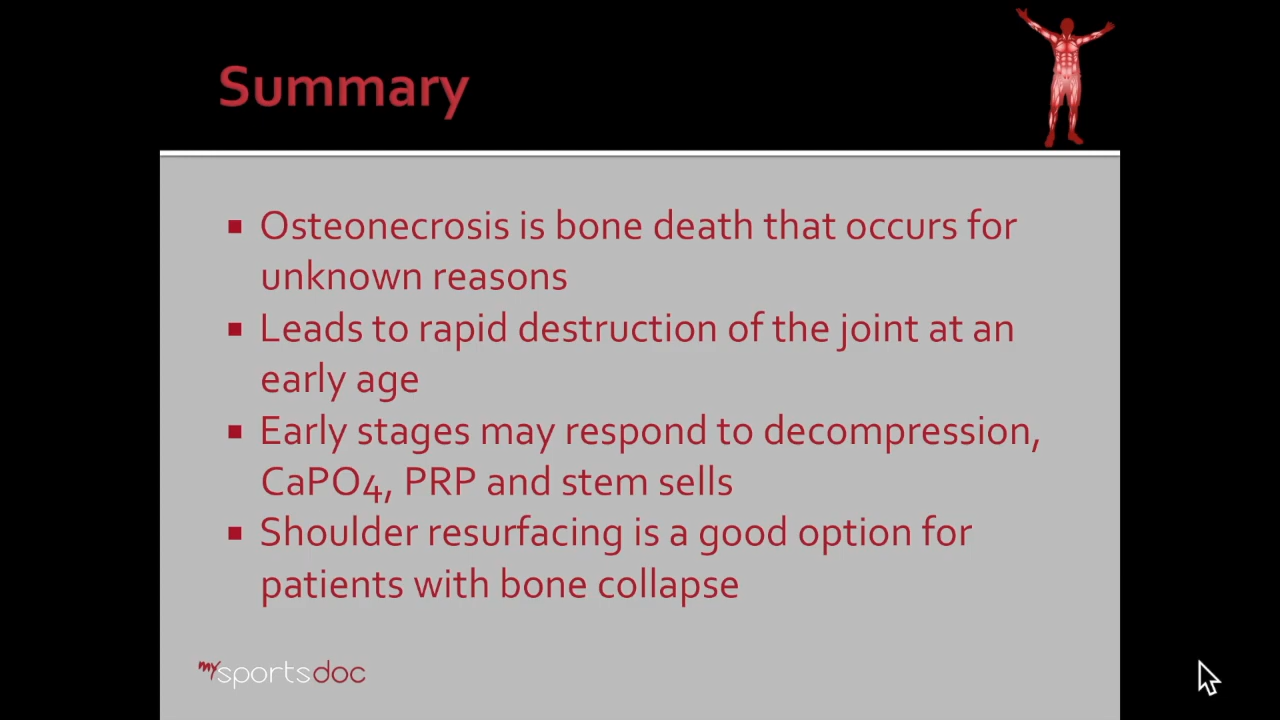 Summary
Osteonecrosis is bone death that occurs for
unknown reasons
Leads to rapid destruction of the joint at an
early age
Early stages may respond to decompression,
CaPO4, PRP and stem sells
Shoulder resurfacing is a good option for
patients with bone collapse
mysportsdoc